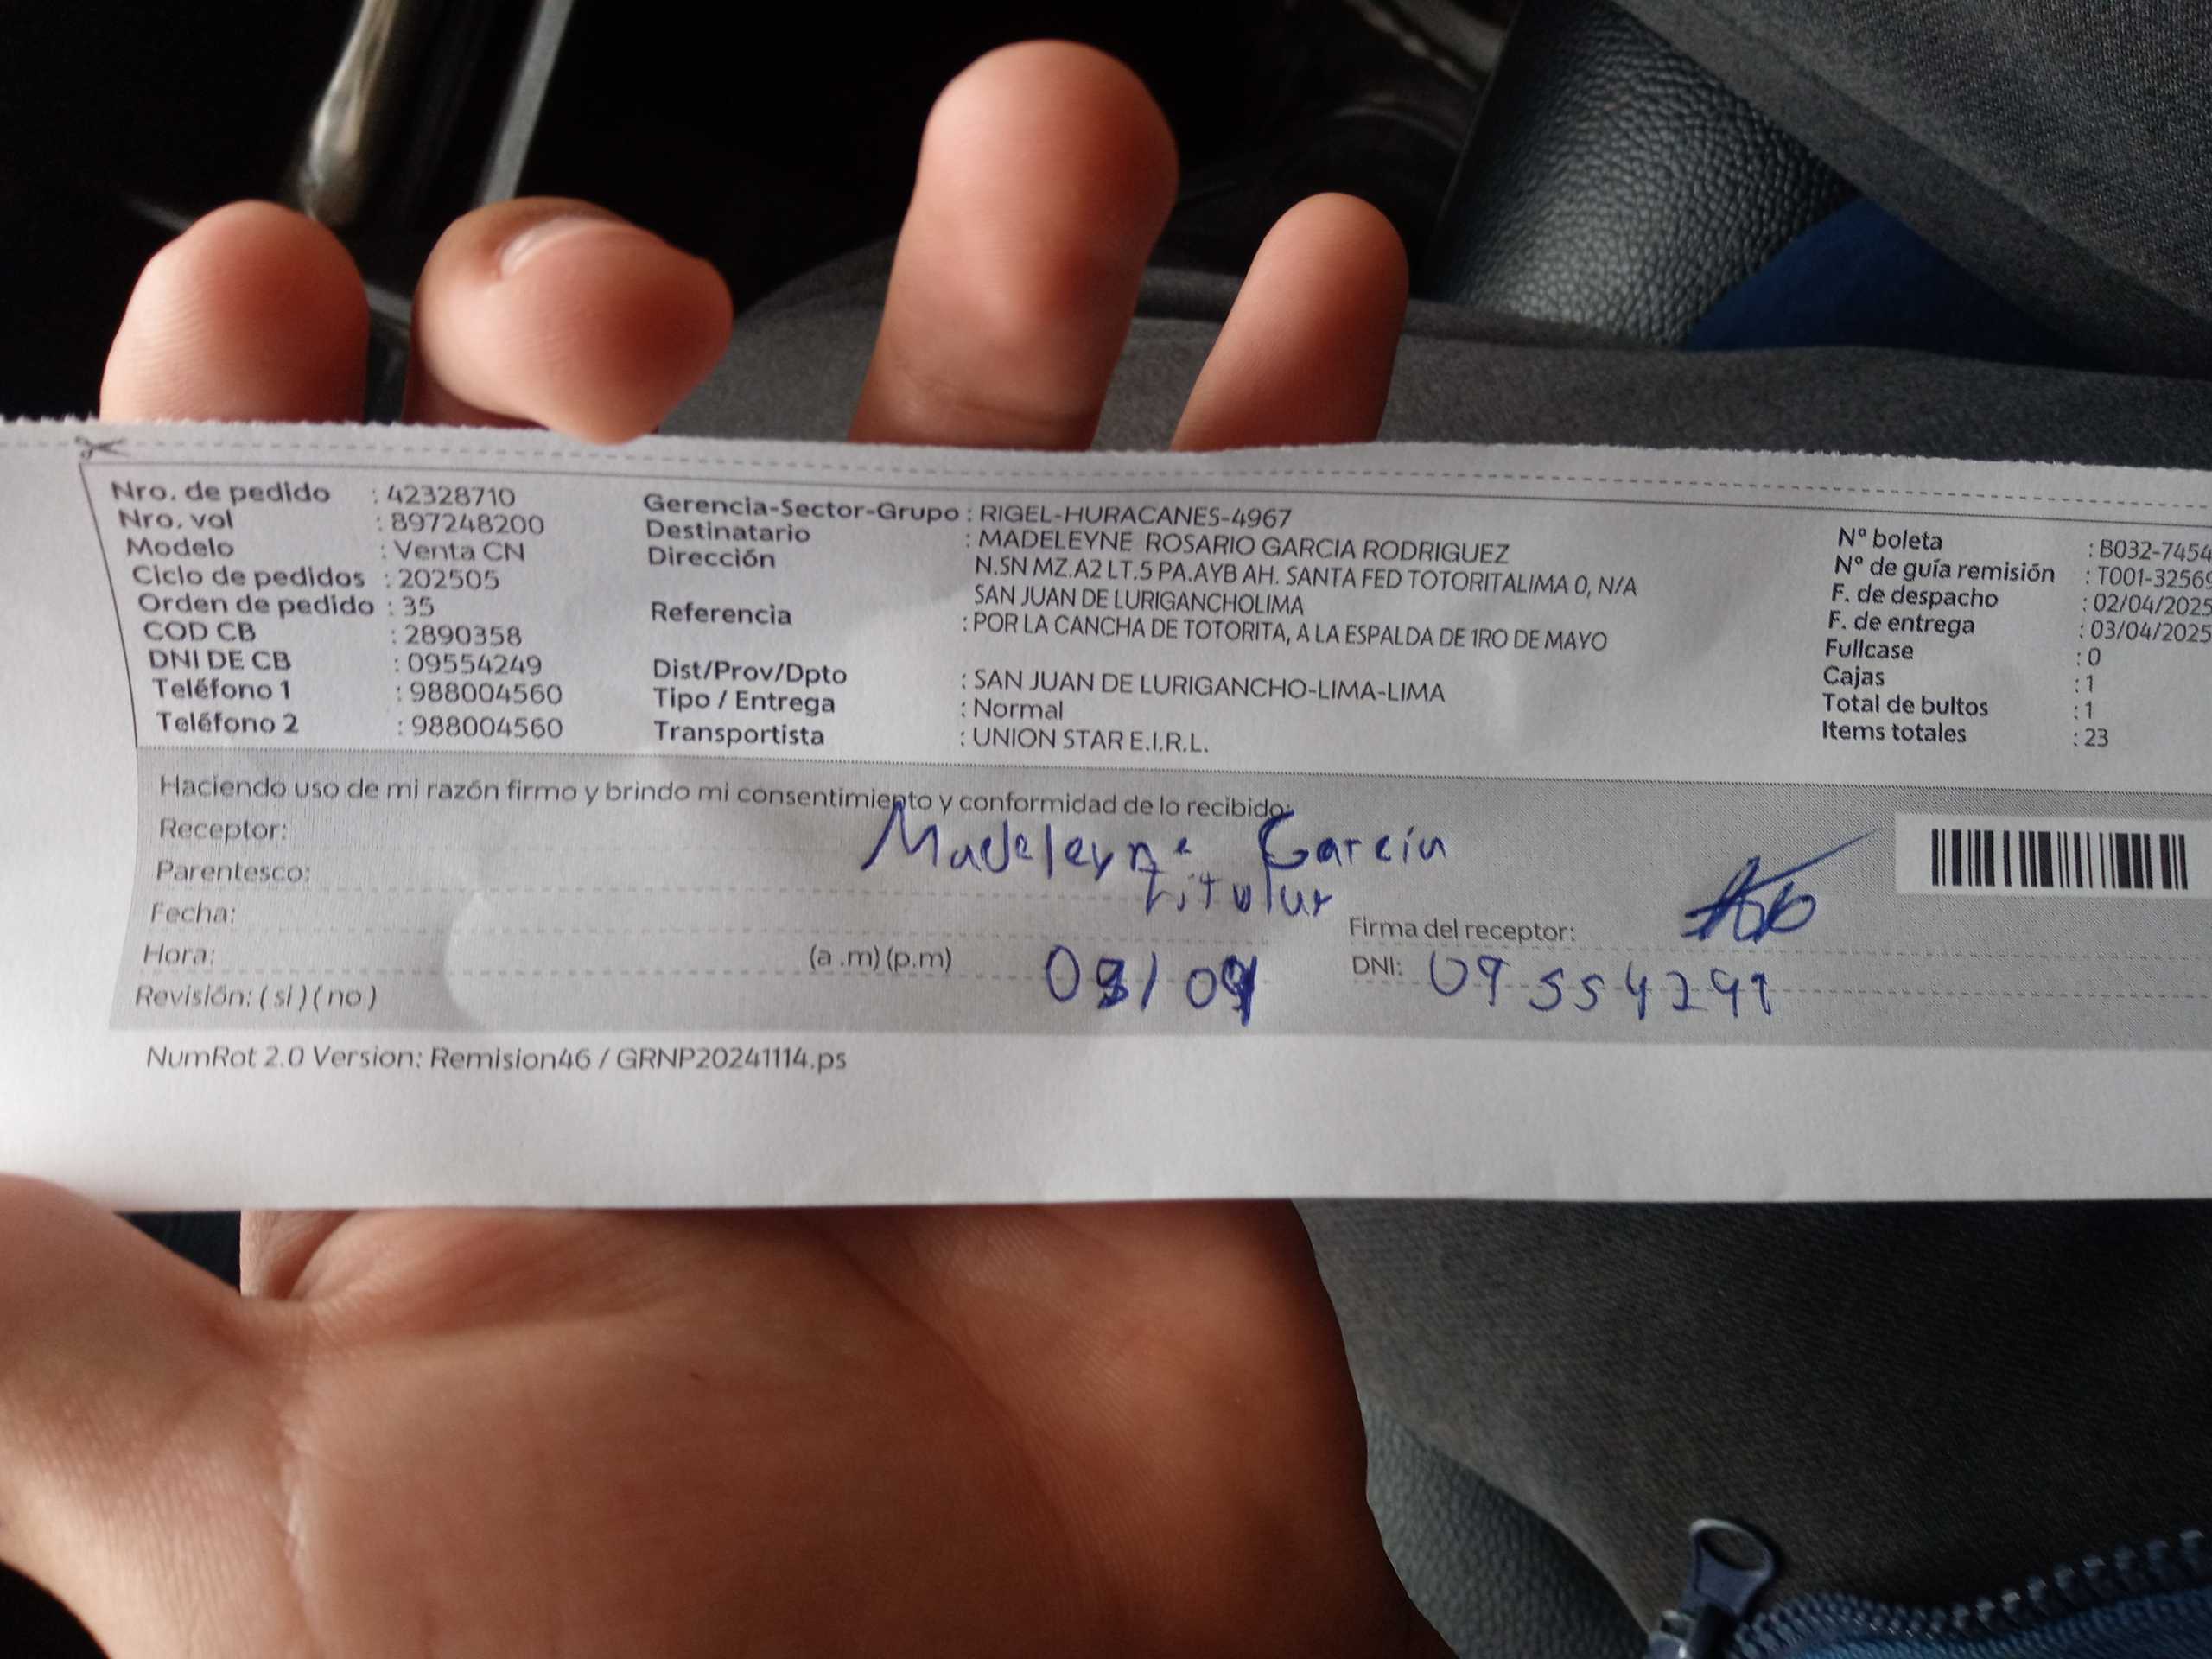 Nro. de pedido : 42328710
Nro. vol : 897248200
Modelo : Venta CN
Ciclo de pedidos : 202505
Orden de pedido : 35
COD CB : 2890358
DNI DE CB : 09554249
Teléfono 1 : 988004560
Teléfono 2 : 988004560
Gerencia-Sector-Grupo : RIGEL-HURACANES-4967
Destinatario : MADELEYNE ROSARIO GARCIA RODRIGUEZ
Dirección N.SN MZ.A2 LT.5 PA.AYB AH. SANTA FED TOTORITALIMA 0, N/A
SAN JUAN DE LURIGANCHOLIMA
Referencia : POR LA CANCHA DE TOTORITA, A LA ESPALDA DE 1RO DE MAYO
Dist/Prov/Dpto : SAN JUAN DE LURIGANCHO-LIMA-LIMA
Tipo / Entrega : Normal
Transportista : UNION STAR E.I.R.L.
Nº boleta : B032-7454
Nº de guía remisión : T001-32569
F. de despacho : 02/04/2025
F. de entrega : 03/04/2025
Fullcase : 0
Cajas : 1
Total de bultos : 1
Items totales : 23
Haciendo uso de mi razón firmo y brindo mi consentimiento y conformidad de lo recibido:
Receptor: Madeleyne García
Parentesco: titular
Fecha:
Firma del receptor:
Hora: (a .m) (p.m)
DNI:
Revisión: ( si ) ( no )
NumRot 2.0 Version: Remision46 / GRNP20241114.ps